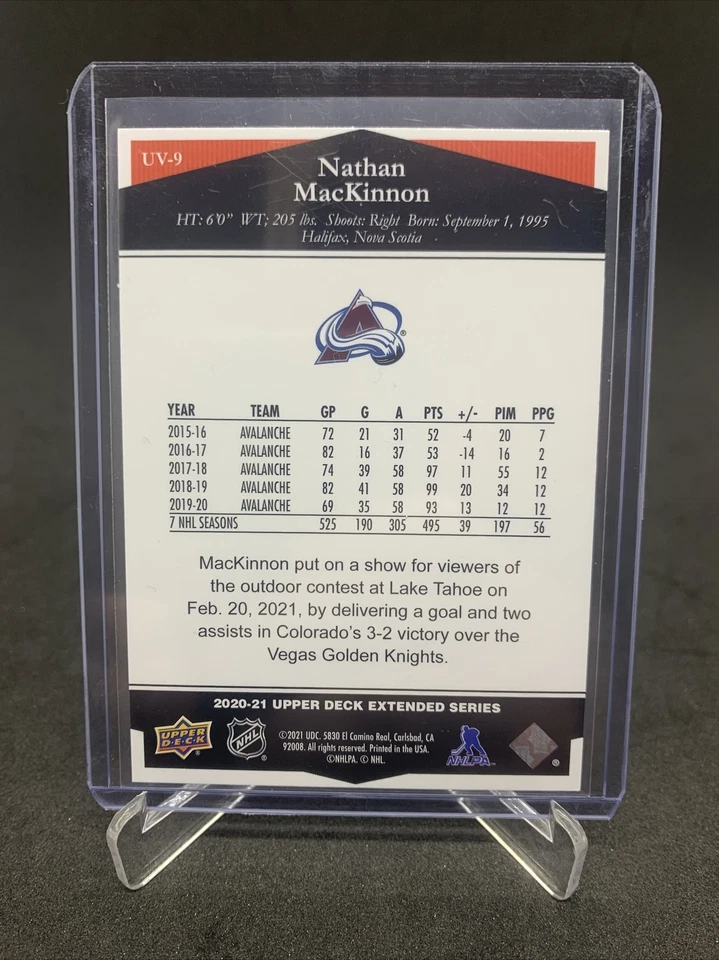 UV-9
Nathan
MacKinnon
HT: 6'0" WT; 205 lbs. Shoots: Right Born: September 1, 1995
Halifax, Nova Scotia
YEAR TEAM GP G A PTS +/- PIM PPG
2015-16 AVALANCHE 72 21 31 52 -4 20 7
2016-17 AVALANCHE 82 16 37 53 -14 16 2
2017-18 AVALANCHE 74 39 58 97 11 55 12
2018-19 AVALANCHE 82 41 58 99 20 34 12
2019-20 AVALANCHE 69 35 58 93 13 12 12
7 NHL SEASONS 525 190 305 495 39 197 56
MacKinnon put on a show for viewers of
the outdoor contest at Lake Tahoe on
Feb. 20, 2021, by delivering a goal and two
assists in Colorado's 3-2 victory over the
Vegas Golden Knights.
2020-21 UPPER DECK EXTENDED SERIES
UPPER
D·E·C·K
NHL
©2021 UDC. 5830 El Camino Real, Carlsbad, CA
92008. All rights reserved. Printed in the USA.
©NHLPA. © NHL.
NHLPA